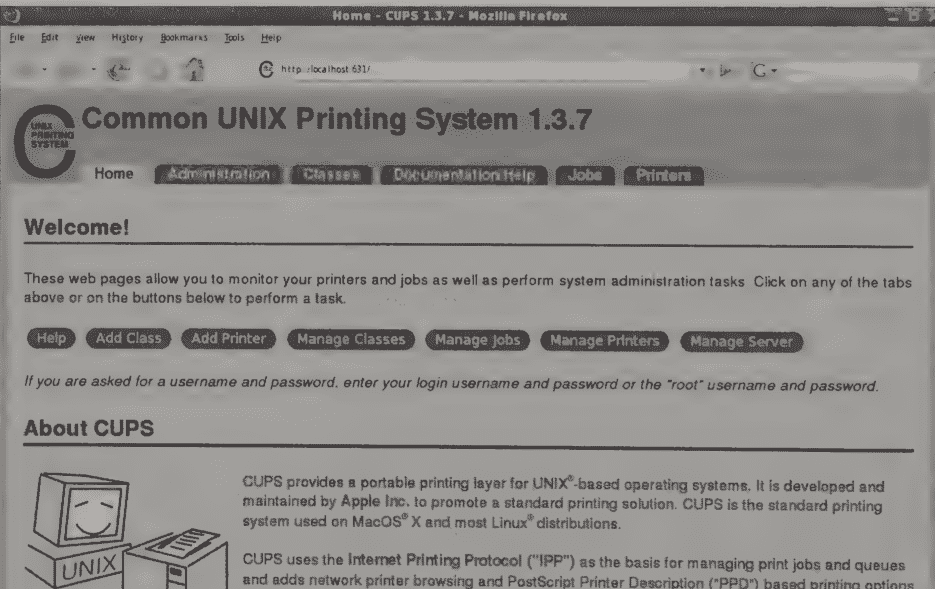 Home - CUPS 1.3.7 - Mozilla Firefox
File Edit View History Bookmarks Tools Help
http://localhost:631/
UNIX
PRINTING
SYSTEM
Common UNIX Printing System 1.3.7
Home Administration Classes Documentation/Help Jobs Printers
Welcome!
These web pages allow you to monitor your printers and jobs as well as perform system administration tasks Click on any of the tabs
above or on the buttons below to perform a task.
Help Add Class Add Printer Manage Classes Manage Jobs Manage Printers Manage Server
If you are asked for a username and password, enter your login username and password or the "root" username and password.
About CUPS
CUPS provides a portable printing layer for UNIX®-based operating systems. It is developed and
maintained by Apple Inc. to promote a standard printing solution. CUPS is the standard printing
system used on MacOS® X and most Linux® distributions.
UNIX
CUPS uses the Internet Printing Protocol ("IPP") as the basis for managing print jobs and queues
and adds network printer browsing and PostScript Printer Description ("PPD") based printing options